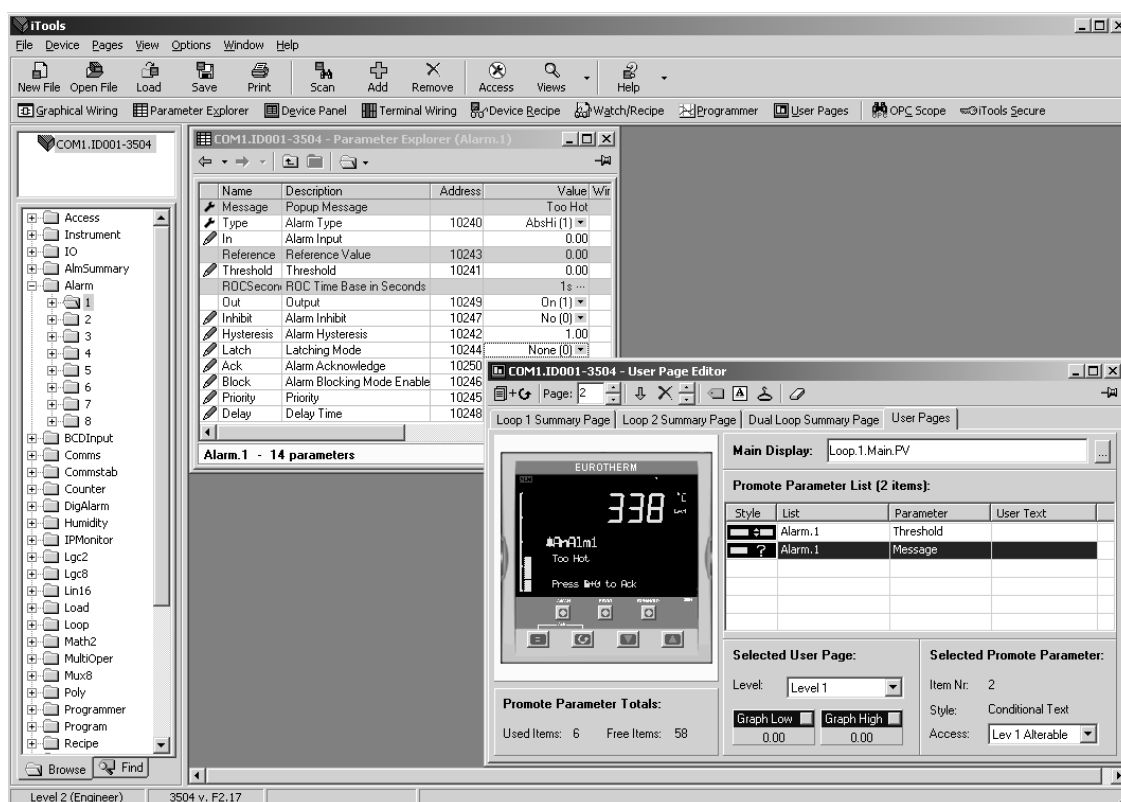 iTools
File Device Pages View Options Window Help
New File Open File Load Save Print Scan Add Remove Access Views Help
Graphical Wiring Parameter Explorer Device Panel Terminal Wiring Device Recipe Watch/Recipe Programmer User Pages OPC Scope iTools Secure
COM1.ID001-3504
Access
Instrument
IO
AlmSummary
Alarm
1
2
3
4
5
6
7
8
BCDInput
Comms
Commstab
Counter
DigAlarm
Humidity
IPMonitor
Lgc2
Lgc8
Lin16
Load
Loop
Math2
MultiOper
Mux8
Poly
Programmer
Program
Recipe
Browse Find
COM1.ID001-3504 - Parameter Explorer (Alarm.1)
Name Description Address Value Wir
Message Popup Message Too Hot
Type Alarm Type 10240 AbsHi (1)
In Alarm Input 0.00
Reference Reference Value 10243 0.00
Threshold Threshold 10241 0.00
ROCSecon ROC Time Base in Seconds 1s ...
Out Output 10249 On (1)
Inhibit Alarm Inhibit 10247 No (0)
Hysteresis Alarm Hysteresis 10242 1.00
Latch Latching Mode 10244 None (0)
Ack Alarm Acknowledge 10250
Block Alarm Blocking Mode Enable 10246
Priority Priority 10245
Delay Delay Time 10248
Alarm.1 - 14 parameters
COM1.ID001-3504 - User Page Editor
Page: 2
Loop 1 Summary Page Loop 2 Summary Page Dual Loop Summary Page User Pages
EUROTHERM
338 °C
AnAlm1
Too Hot
Press + to Ack
Main Display: Loop.1.Main.PV ...
Promote Parameter List (2 items):
Style List Parameter User Text
Alarm.1 Threshold
? Alarm.1 Message
Promote Parameter Totals:
Used Items: 6 Free Items: 58
Selected User Page:
Level: Level 1
Graph Low Graph High
0.00 0.00
Selected Promote Parameter:
Item Nr: 2
Style: Conditional Text
Access: Lev 1 Alterable
Level 2 (Engineer) 3504 v. F2.17